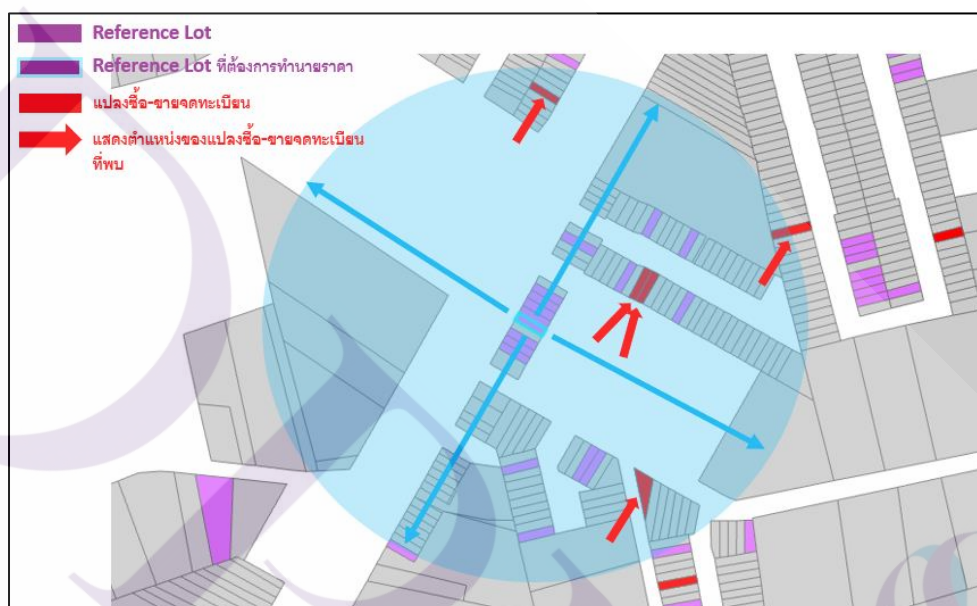 Reference Lot
Reference Lot ที่ต้องการทำนายราคา
แปลงซื้อ-ขายจดทะเบียน
แสดงตำแหน่งของแปลงซื้อ-ขายจดทะเบียน
ที่พบ